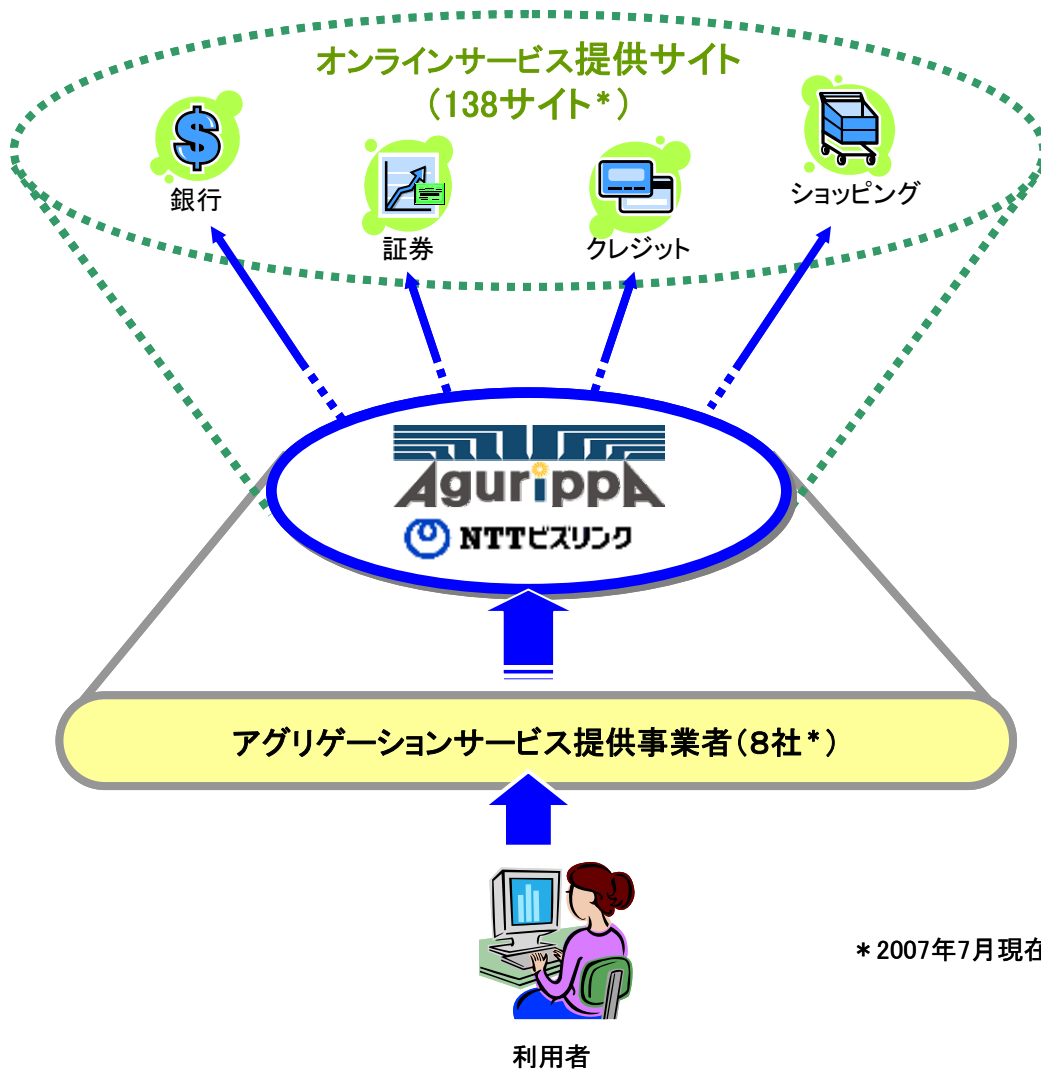 オンラインサービス提供サイト
（138サイト*）
銀行
証券
クレジット
ショッピング
AgurippA
NTTビズリンク
アグリゲーションサービス提供事業者（８社*）
*2007年7月現在
利用者